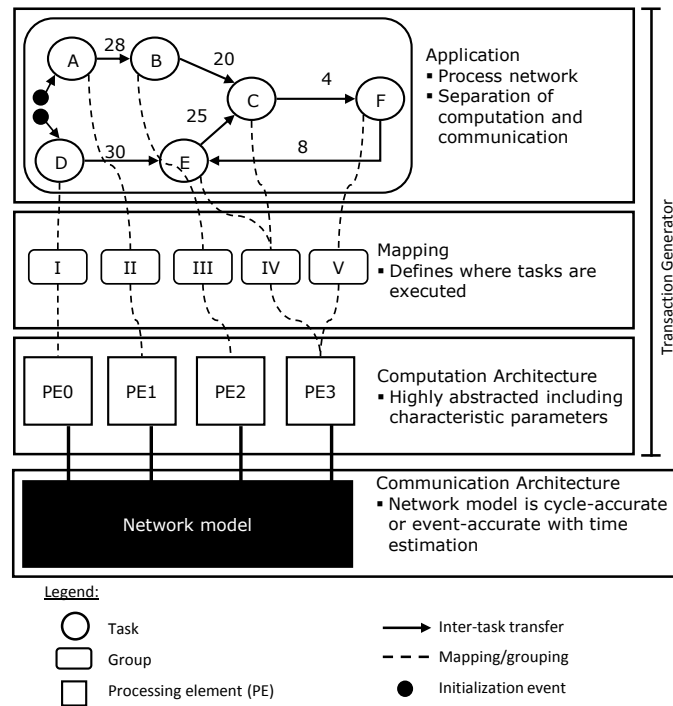 A
28
B
20
C
4
F
25
D
30
E
8
Application
▪ Process network
▪ Separation of
computation and
communication
I
II
III
IV
V
Mapping
▪ Defines where tasks are
executed
Transaction Generator
PE0
PE1
PE2
PE3
Computation Architecture
▪ Highly abstracted including
characteristic parameters
Network model
Communication Architecture
▪ Network model is cycle-accurate
or event-accurate with time
estimation
Legend:
Task
Group
Processing element (PE)
Inter-task transfer
Mapping/grouping
Initialization event